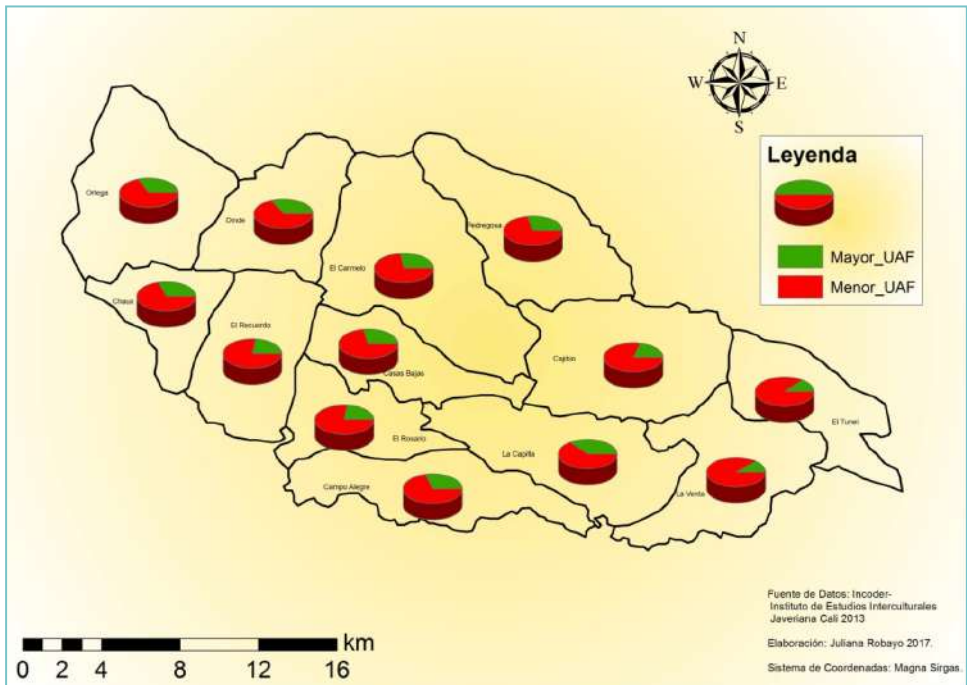 N
W E
S
Leyenda
Mayor_UAF
Menor_UAF
Ortega
Dinde
Pedregosa
El Carmelo
Chaux
El Recuerdo
Casas Bajas
Cajibio
El Tunel
El Rosario
La Capilla
Campo Alegre
La Venta
Fuente de Datos: Incoder-
Instituto de Estudios Interculturales
Javeriana Cali 2013
Elaboración: Juliana Robayo 2017.
Sistema de Coordenadas: Magna Sirgas.
km
0 2 4 8 12 16